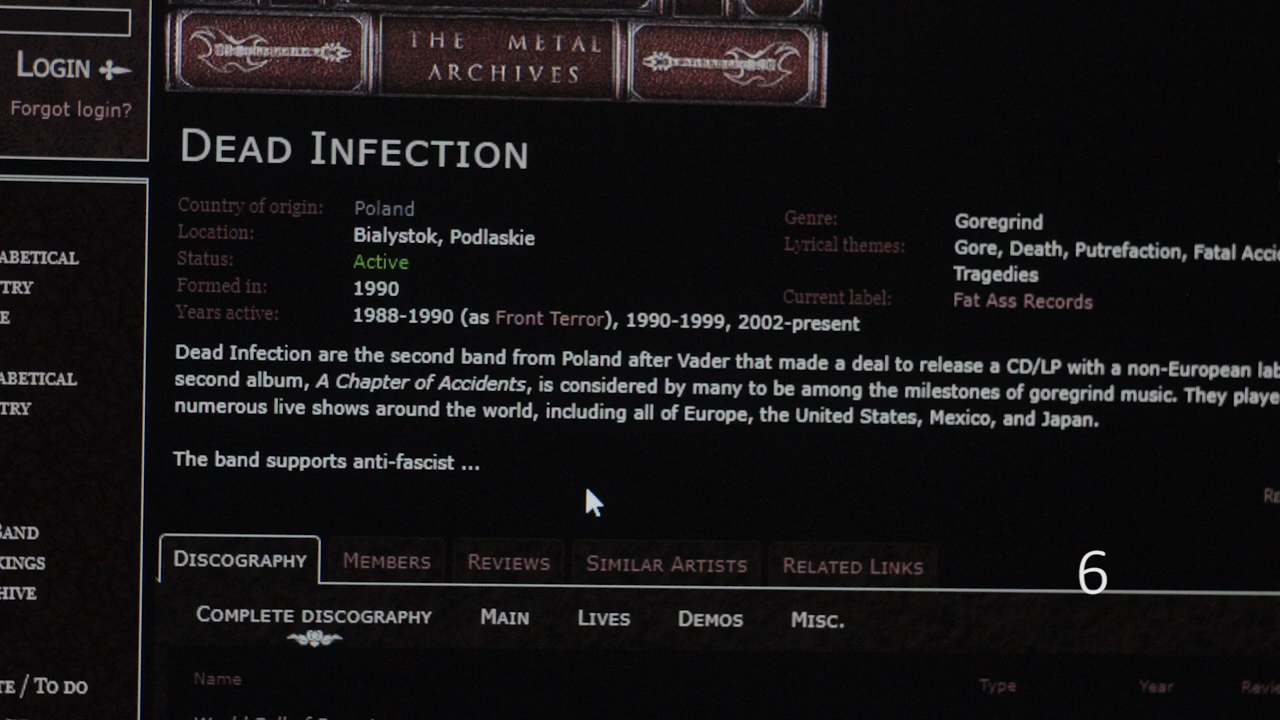 THE METAL
ARCHIVES
LOGIN
Forgot login?
DEAD INFECTION
Country of origin: Poland
Location: Bialystok, Podlaskie
Status: Active
Formed in: 1990
Years active: 1988-1990 (as Front Terror), 1990-1999, 2002-present
Genre: Goregrind
Lyrical themes: Gore, Death, Putrefaction, Fatal Acci
Tragedies
Current label: Fat Ass Records
Dead Infection are the second band from Poland after Vader that made a deal to release a CD/LP with a non-European lab
second album, A Chapter of Accidents, is considered by many to be among the milestones of goregrind music. They playe
numerous live shows around the world, including all of Europe, the United States, Mexico, and Japan.
The band supports anti-fascist ...
ABETICAL
TRY
E
ABETICAL
TRY
BAND
KINGS
HIVE
TE / TO DO
DISCOGRAPHY MEMBERS REVIEWS SIMILAR ARTISTS RELATED LINKS
6
COMPLETE DISCOGRAPHY MAIN LIVES DEMOS MISC.
Name Type Year Revie